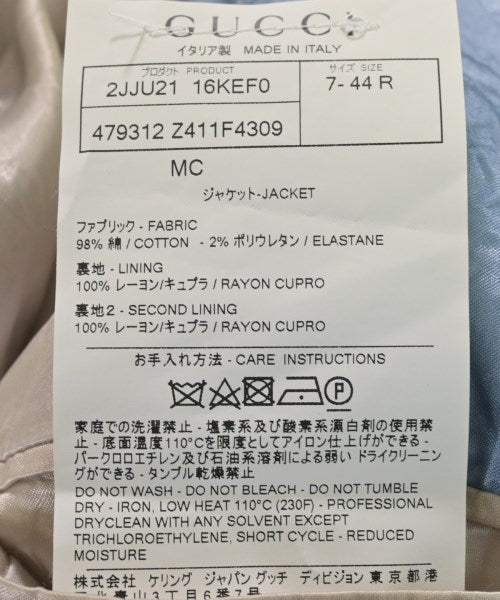 GUCCI
イタリア製 MADE IN ITALY
プロダクト PRODUCT
サイズ SIZE
2JJU21 16KEF0
7- 44 R
479312 Z411F4309
MC
ジャケット-JACKET
ファブリック - FABRIC
98% 綿 / COTTON - 2% ポリウレタン / ELASTANE
裏地 - LINING
100% レーヨン/キュプラ / RAYON CUPRO
裏地2 - SECOND LINING
100% レーヨン/キュプラ / RAYON CUPRO
お手入れ方法 - CARE INSTRUCTIONS
P
家庭での洗濯禁止 - 塩素系及び酸素系漂白剤の使用禁
止 - 底面温度110°Cを限度としてアイロン仕上げができる -
パークロロエチレン及び石油系溶剤による弱い ドライクリーニン
グができる - タンブル乾燥禁止
DO NOT WASH - DO NOT BLEACH - DO NOT TUMBLE
DRY - IRON, LOW HEAT 110°C (230F) - PROFESSIONAL
DRYCLEAN WITH ANY SOLVENT EXCEPT
TRICHLOROETHYLENE, SHORT CYCLE - REDUCED
MOISTURE
株式会社 ケリング ジャパン グッチ ディビジョン 東京都 港
南青山3丁目6番7号